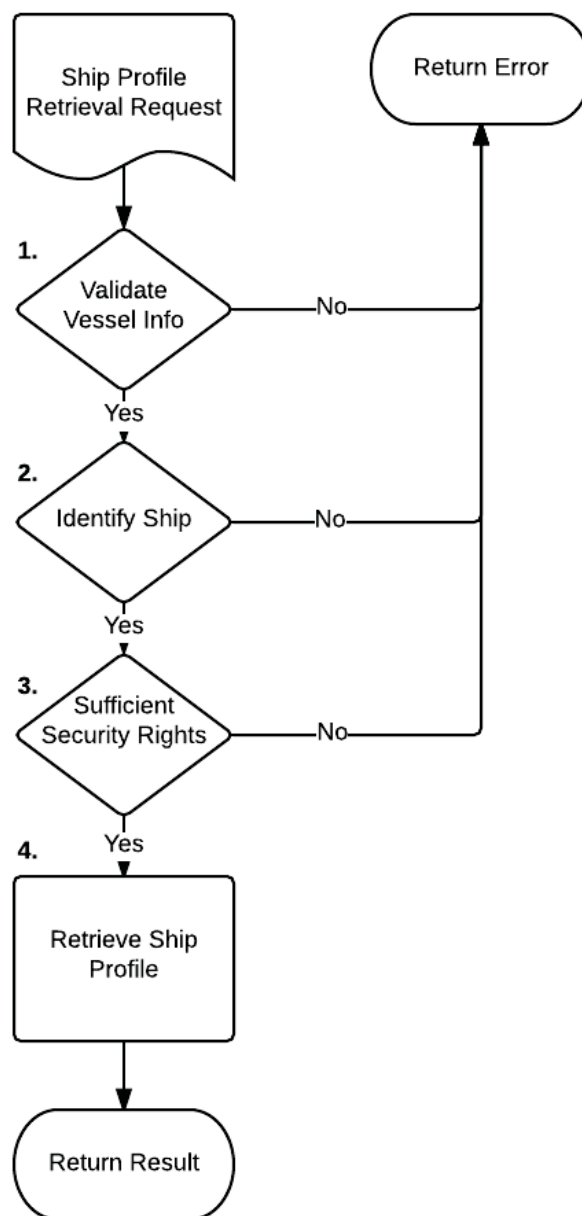 Ship Profile
Retrieval Request
Return Error
1.
Validate
Vessel Info
No
Yes
2.
Identify Ship
No
Yes
3.
Sufficient
Security Rights
No
Yes
4.
Retrieve Ship
Profile
Return Result